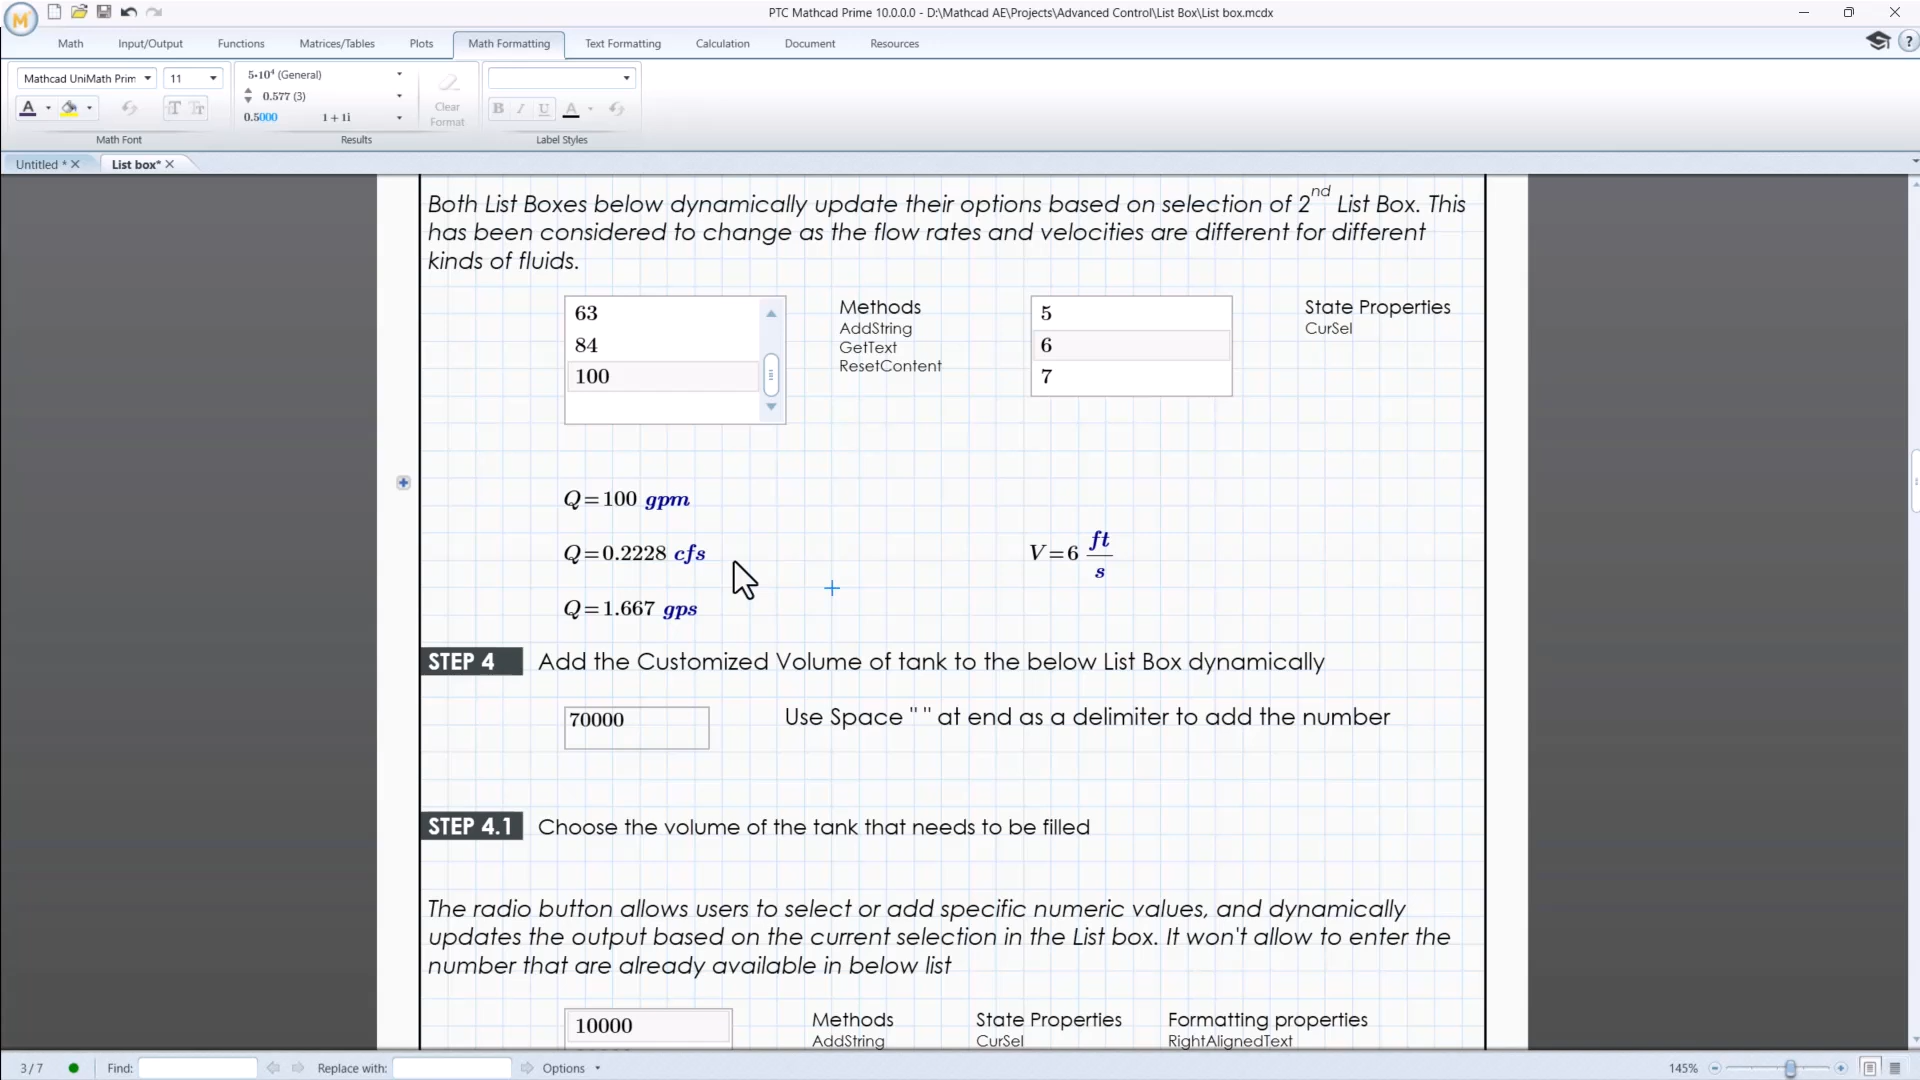 PTC Mathcad Prime 10.0.0.0 - D:\Mathcad AE\Projects\Advanced Control\List Box\List box.mcdx
Math Input/Output Functions Matrices/Tables Plots Math Formatting Text Formatting Calculation Document Resources
Mathcad UniMath Prim 11
5•10⁴ (General)
0.577 (3)
0.5000 1 + 1i
Clear
Format
B I U A
Math Font Results Label Styles
Untitled * List box*
Both List Boxes below dynamically update their options based on selection of 2nd List Box. This
has been considered to change as the flow rates and velocities are different for different
kinds of fluids.
63
84
100
Methods
AddString
GetText
ResetContent
5
6
7
State Properties
CurSel
Q=100 gpm
Q=0.2228 cfs
V=6 ft/s
Q=1.667 gps
STEP 4 Add the Customized Volume of tank to the below List Box dynamically
70000 Use Space " " at end as a delimiter to add the number
STEP 4.1 Choose the volume of the tank that needs to be filled
The radio button allows users to select or add specific numeric values, and dynamically
updates the output based on the current selection in the List box. It won't allow to enter the
number that are already available in below list
10000
Methods
AddString
State Properties
CurSel
Formatting properties
RightAlignedText
3 / 7 Find: Replace with: Options 145%